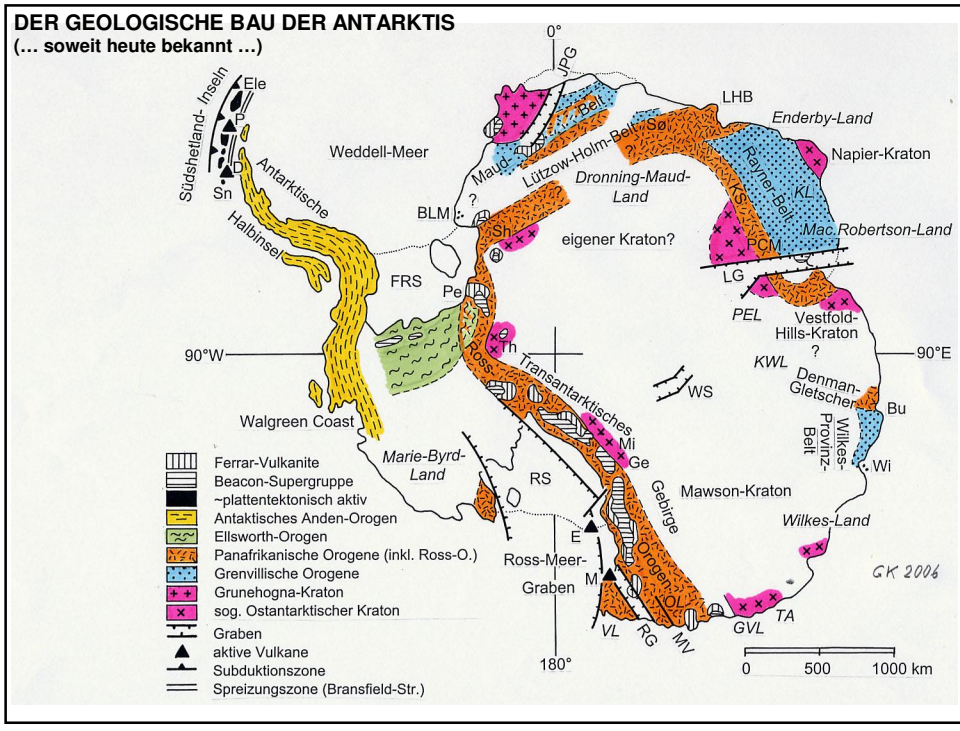 DER GEOLOGISCHE BAU DER ANTARKTIS
(... soweit heute bekannt ...)
0°
JPG
Ele
P
D
Sn
Südshetland- Inseln
Antarktische
Halbinsel
Weddell-Meer
BLM
?
FRS
Maud-
Belt
Lützow-Holm-Belt
Sø
?
LHB
Enderby-Land
Napier-Kraton
Dronning-Maud-
Land
Rayner-Belt
KL
KS
Mac Robertson-Land
PCM
LG
PEL
Vestfold-
Hills-Kraton
?
Sh
H
eigener Kraton?
Pe
Th
90°W
90°E
KWL
WS
Denman-
Gletscher
Bu
Wilkes-
Provinz-
Belt
Wi
Walgreen Coast
Marie-Byrd-
Land
RS
Ross
Orogen
Transantarktisches
Gebirge
Mi
Ge
Mawson-Kraton
Wilkes-Land
E
M
Ross-Meer-
Graben
OL
VL
RG
MV
GVL
TA
180°
GK 2006
0 500 1000 km
Ferrar-Vulkanite
Beacon-Supergruppe
~plattentektonisch aktiv
Antaktisches Anden-Orogen
Ellsworth-Orogen
Panafrikanische Orogene (inkl. Ross-O.)
Grenvillische Orogene
Grunehogna-Kraton
sog. Ostantarktischer Kraton
Graben
aktive Vulkane
Subduktionszone
Spreizungszone (Bransfield-Str.)